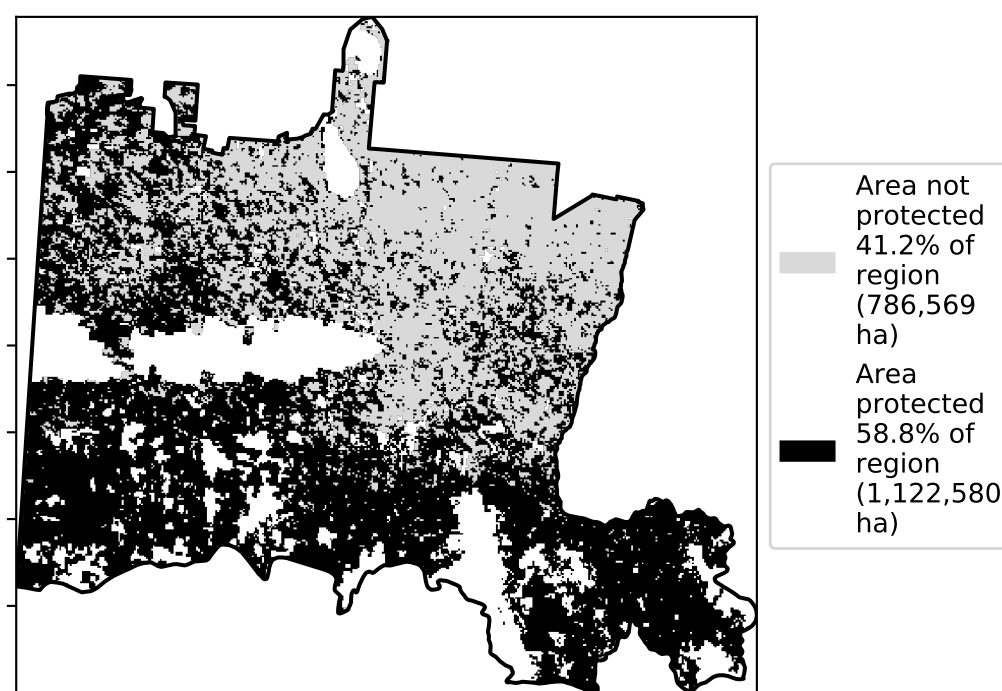 Area not
protected
41.2% of
region
(786,569
ha)
Area
protected
58.8% of
region
(1,122,580
ha)